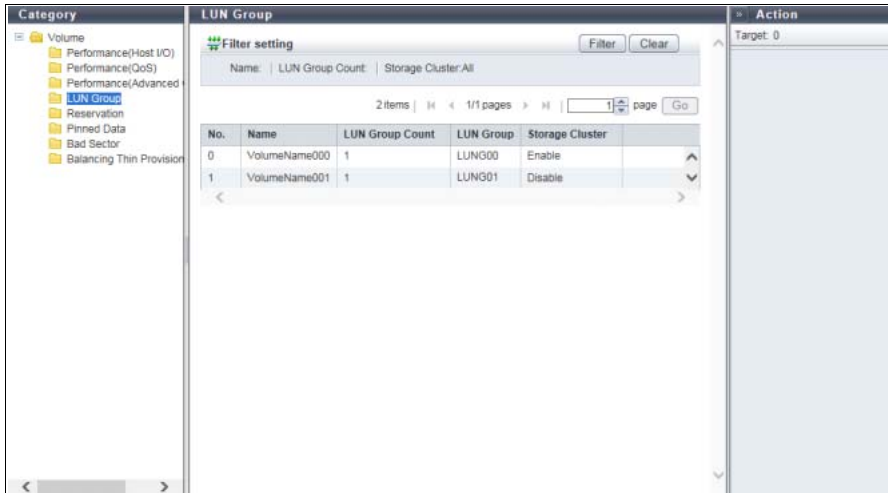 Category
Volume
Performance(Host I/O)
Performance(QoS)
Performance(Advanced
LUN Group
Reservation
Pinned Data
Bad Sector
Balancing Thin Provision
LUN Group
Filter setting
Filter
Clear
Name: | LUN Group Count: | Storage Cluster:All
2 items | 1/1 pages | 1 page Go
No. Name LUN Group Count LUN Group Storage Cluster
0 VolumeName000 1 LUNG00 Enable
1 VolumeName001 1 LUNG01 Disable
» Action
Target: 0